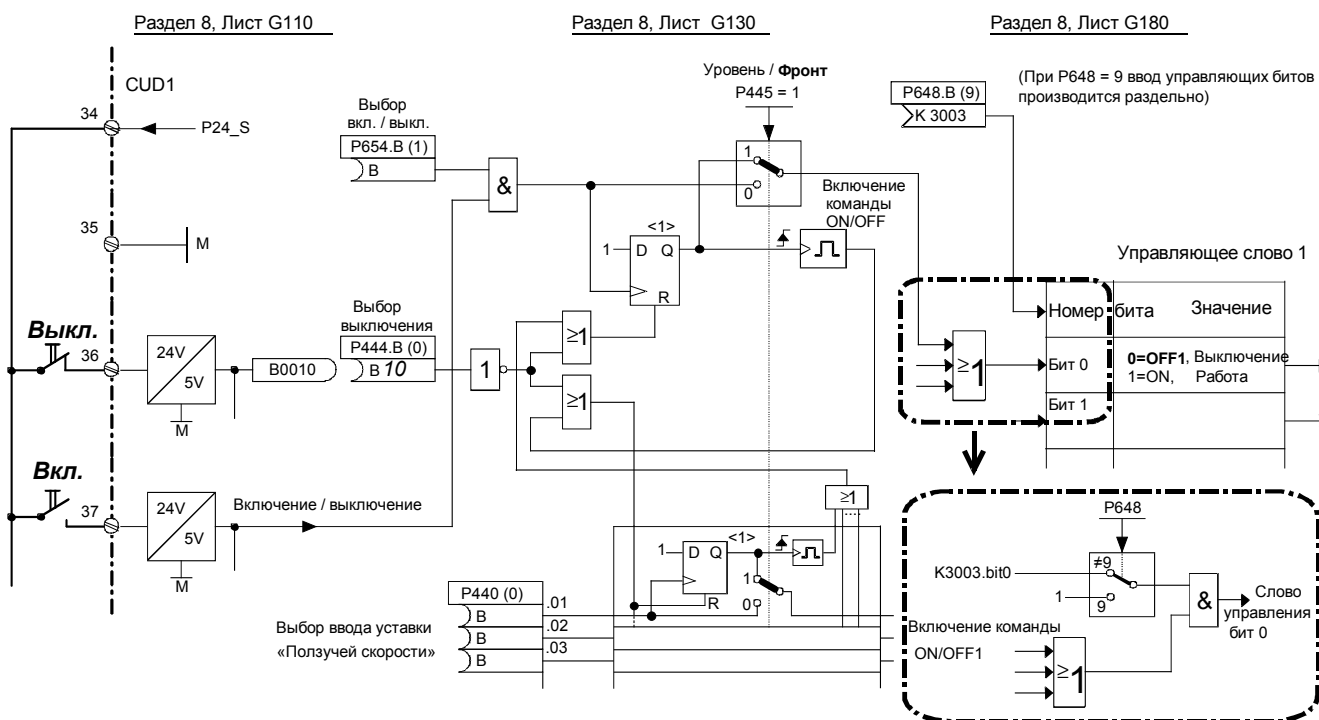 Раздел 8, Лист G110
Раздел 8, Лист G130
Раздел 8, Лист G180
CUD1
34
P24_S
35
M
Выкл.
36
24V
5V
M
B0010
Вкл.
37
24V
5V
M
Включение / выключение
Выбор
вкл. / выкл.
P654.B (1)
B
&
Выбор
выключения
P444.B (0)
B 10
1
≥1
≥1
<1>
1
D Q
R
Уровень / Фронт
P445 = 1
1
0
Включение
команды
ON/OFF
≥1
<1>
1
D Q
R
1
0
P440 (0)
B
B
B
.01
.02
.03
Выбор ввода уставки
«Ползучей скорости»
P648.B (9)
K 3003
(При P648 = 9 ввод управляющих битов
производится раздельно)
Управляющее слово 1
Номер бита
Значение
≥1
Бит 0
0=OFF1, Выключение
1=ON, Работа
Бит 1
P648
K3003.bit0
≠9
1
9
&
Слово
управления
бит 0
Включение команды
ON/OFF1
≥1